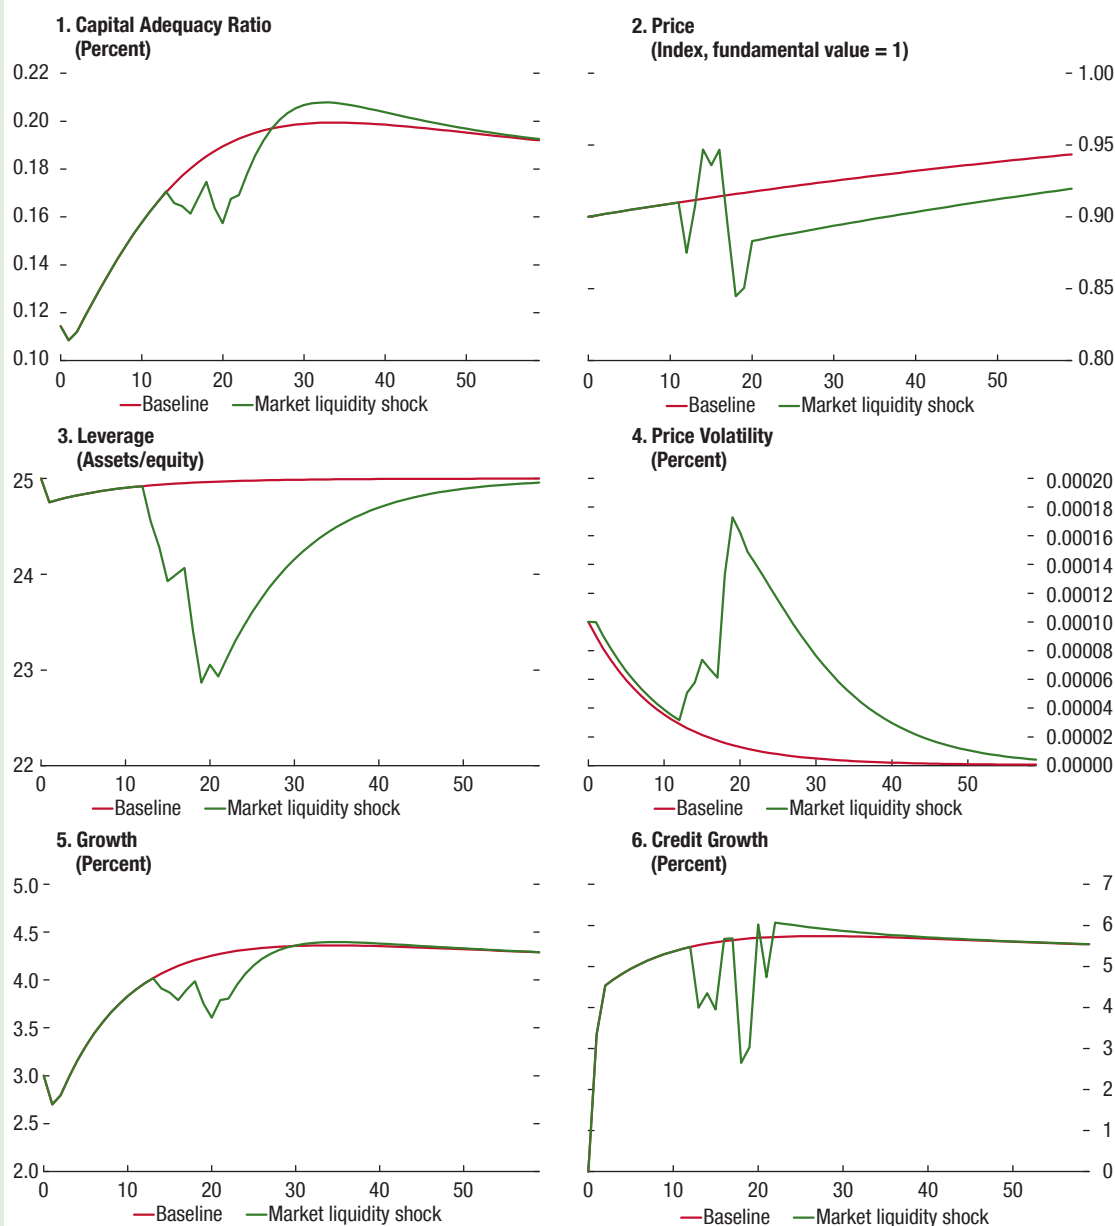 1. Capital Adequacy Ratio
(Percent)
0.22
0.20
0.18
0.16
0.14
0.12
0.10
0 10 20 30 40 50
Baseline Market liquidity shock
2. Price
(Index, fundamental value = 1)
1.00
0.95
0.90
0.85
0.80
0 10 20 30 40 50
Baseline Market liquidity shock
3. Leverage
(Assets/equity)
25
24
23
22
0 10 20 30 40 50
Baseline Market liquidity shock
4. Price Volatility
(Percent)
0.00020
0.00018
0.00016
0.00014
0.00012
0.00010
0.00008
0.00006
0.00004
0.00002
0.00000
0 10 20 30 40 50
Baseline Market liquidity shock
5. Growth
(Percent)
5.0
4.5
4.0
3.5
3.0
2.5
2.0
0 10 20 30 40 50
Baseline Market liquidity shock
6. Credit Growth
(Percent)
7
6
5
4
3
2
1
0
0 10 20 30 40 50
Baseline Market liquidity shock